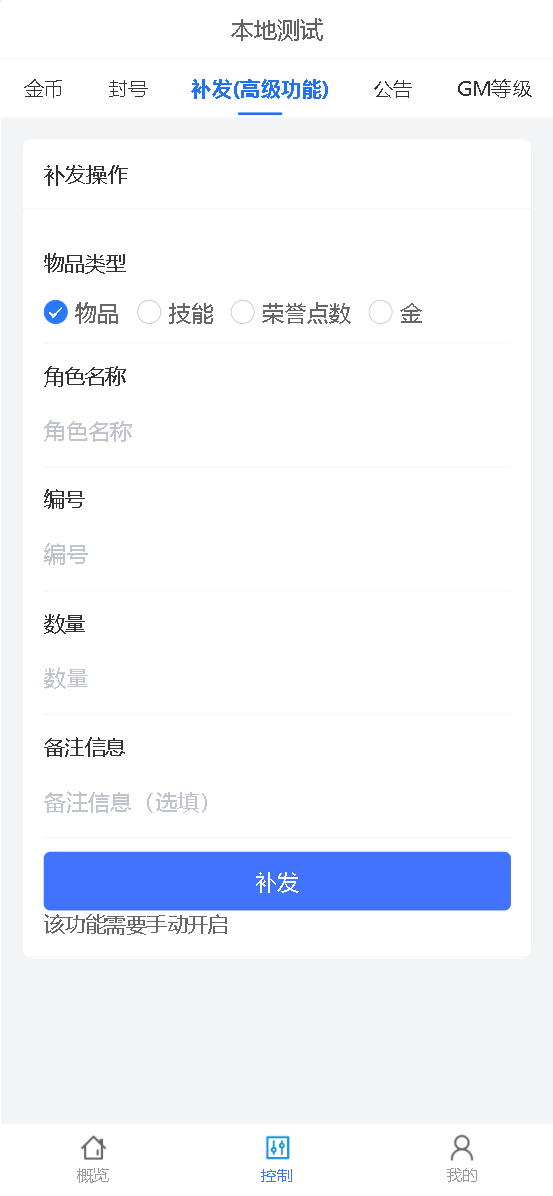 本地测试
金币 封号 补发(高级功能) 公告 GM等级
补发操作
物品类型
物品 技能 荣誉点数 金
角色名称
角色名称
编号
编号
数量
数量
备注信息
备注信息（选填）
补发
该功能需要手动开启
概览 控制 我的